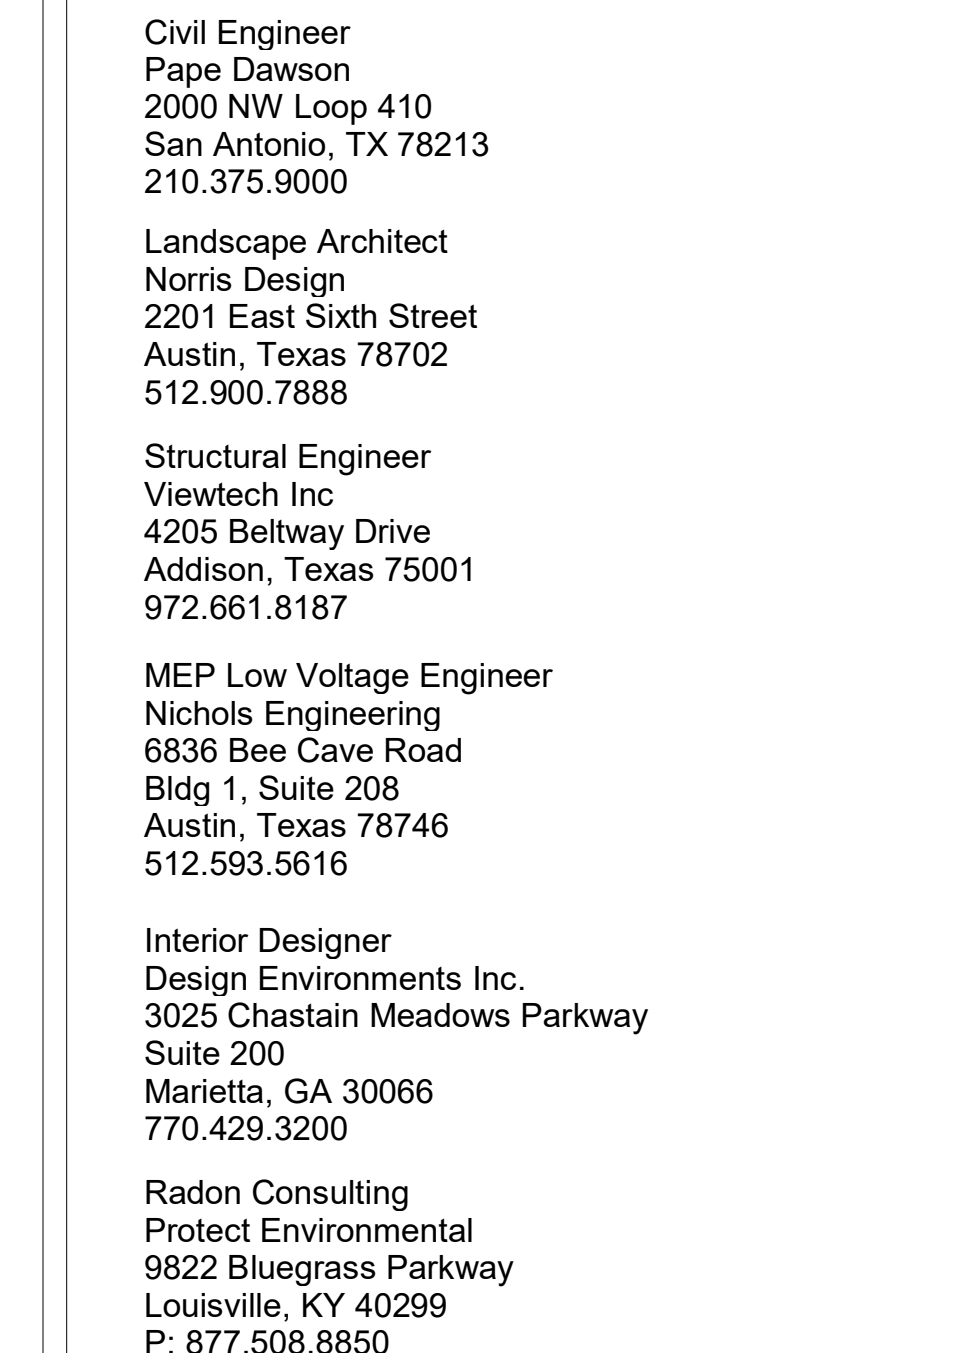 Civil Engineer
Pape Dawson
2000 NW Loop 410
San Antonio, TX 78213
210.375.9000
Landscape Architect
Norris Design
2201 East Sixth Street
Austin, Texas 78702
512.900.7888
Structural Engineer
Viewtech Inc
4205 Beltway Drive
Addison, Texas 75001
972.661.8187
MEP Low Voltage Engineer
Nichols Engineering
6836 Bee Cave Road
Bldg 1, Suite 208
Austin, Texas 78746
512.593.5616
Interior Designer
Design Environments Inc.
3025 Chastain Meadows Parkway
Suite 200
Marietta, GA 30066
770.429.3200
Radon Consulting
Protect Environmental
9822 Bluegrass Parkway
Louisville, KY 40299
P: 877.508.8850